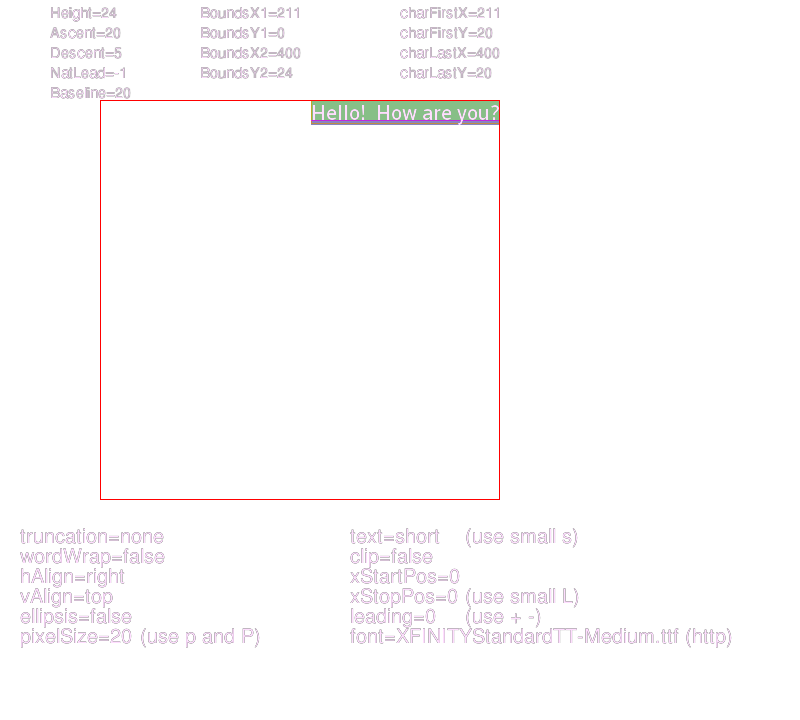 Height=24 BoundsX1=211 charFirstX=211
Ascent=20 BoundsY1=0 charFirstY=20
Descent=5 BoundsX2=400 charLastX=400
NatLead=-1 BoundsY2=24 charLastY=20
Baseline=20
Hello!  How are you?
truncation=none text=short (use small s)
wordWrap=false clip=false
hAlign=right xStartPos=0
vAlign=top xStopPos=0 (use small L)
ellipsis=false leading=0 (use + -)
pixelSize=20 (use p and P) font=XFINITYStandardTT-Medium.ttf (http)